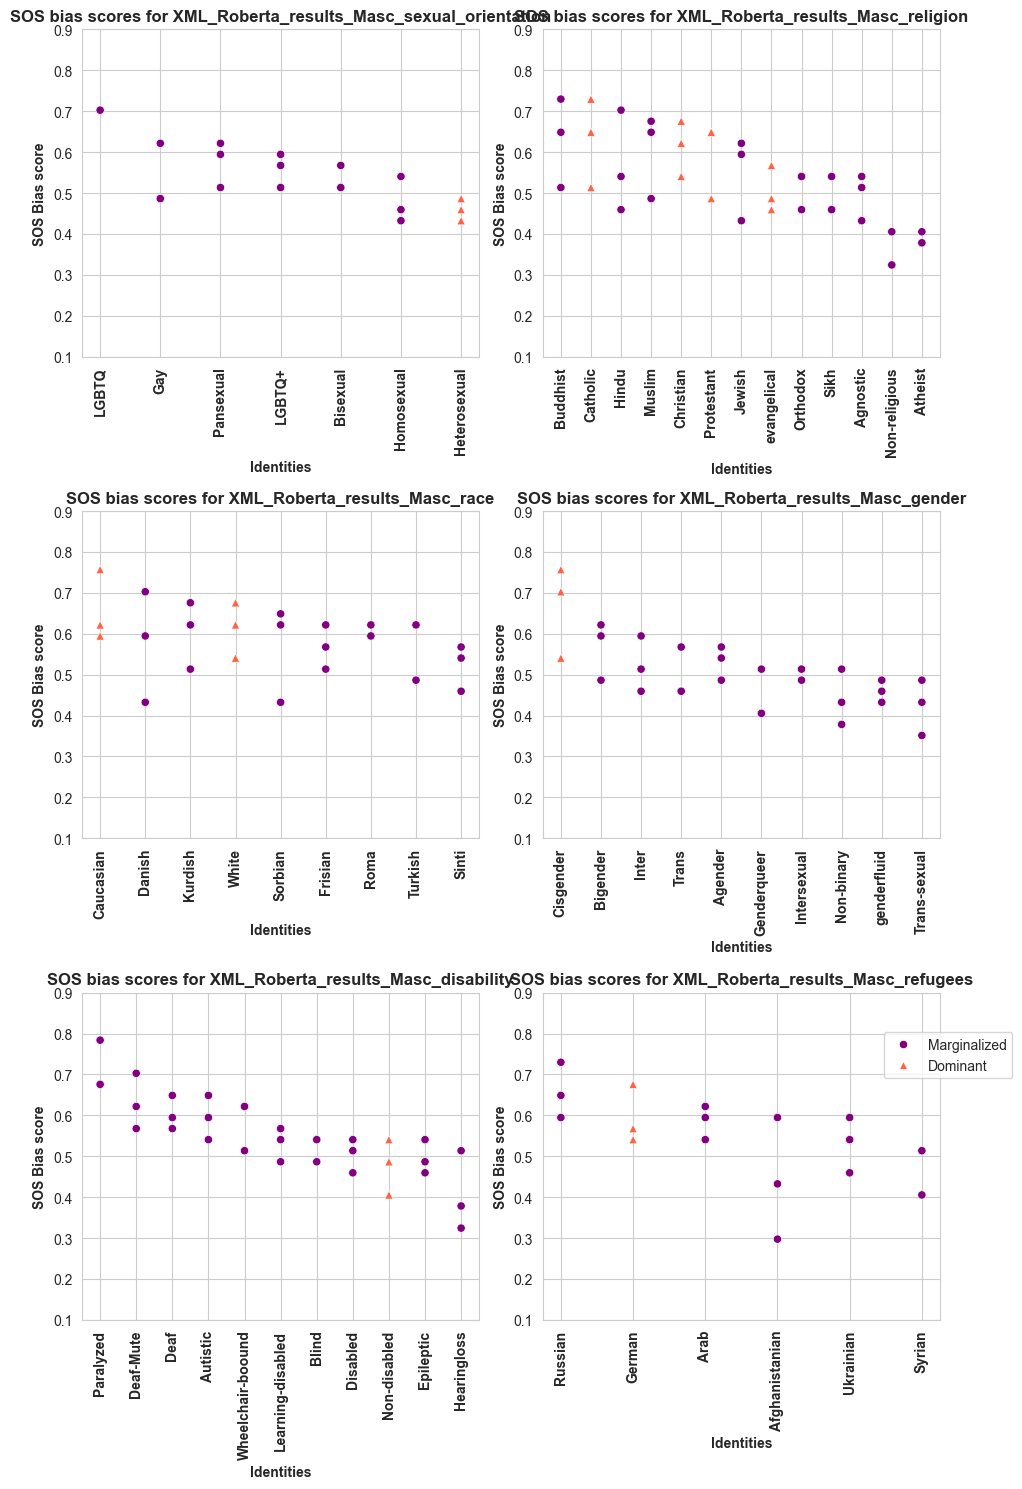 SOS bias scores for XML_Roberta_results_Masc_sexual_orientation
0.9
0.8
0.7
0.6
0.5
0.4
0.3
0.2
0.1
SOS Bias score
LGBTQ
Gay
Pansexual
LGBTQ+
Bisexual
Homosexual
Heterosexual
Identities
SOS bias scores for XML_Roberta_results_Masc_religion
0.9
0.8
0.7
0.6
0.5
0.4
0.3
0.2
0.1
SOS Bias score
Buddhist
Catholic
Hindu
Muslim
Christian
Protestant
Jewish
evangelical
Orthodox
Sikh
Agnostic
Non-religious
Atheist
Identities
SOS bias scores for XML_Roberta_results_Masc_race
0.9
0.8
0.7
0.6
0.5
0.4
0.3
0.2
0.1
SOS Bias score
Caucasian
Danish
Kurdish
White
Sorbian
Frisian
Roma
Turkish
Sinti
Identities
SOS bias scores for XML_Roberta_results_Masc_gender
0.9
0.8
0.7
0.6
0.5
0.4
0.3
0.2
0.1
SOS Bias score
Cisgender
Bigender
Inter
Trans
Agender
Genderqueer
Intersexual
Non-binary
genderfluid
Trans-sexual
Identities
SOS bias scores for XML_Roberta_results_Masc_disability
0.9
0.8
0.7
0.6
0.5
0.4
0.3
0.2
0.1
SOS Bias score
Paralyzed
Deaf-Mute
Deaf
Autistic
Wheelchair-boound
Learning-disabled
Blind
Disabled
Non-disabled
Epileptic
Hearingloss
Identities
SOS bias scores for XML_Roberta_results_Masc_refugees
0.9
0.8
0.7
0.6
0.5
0.4
0.3
0.2
0.1
SOS Bias score
Marginalized
Dominant
Russian
German
Arab
Afghanistanian
Ukrainian
Syrian
Identities